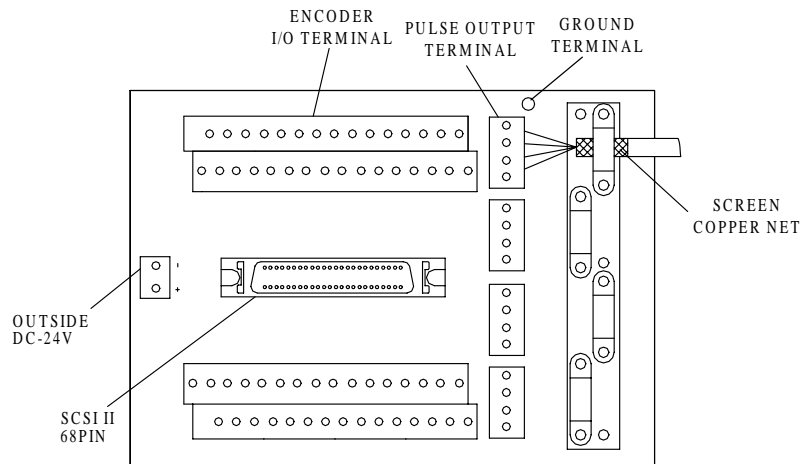 ENCODER
I/O TERMINAL
PULSE OUTPUT
TERMINAL
GROUND
TERMINAL
SCREEN
COPPER NET
-
+
OUTSIDE
DC-24V
SCSI II
68PIN